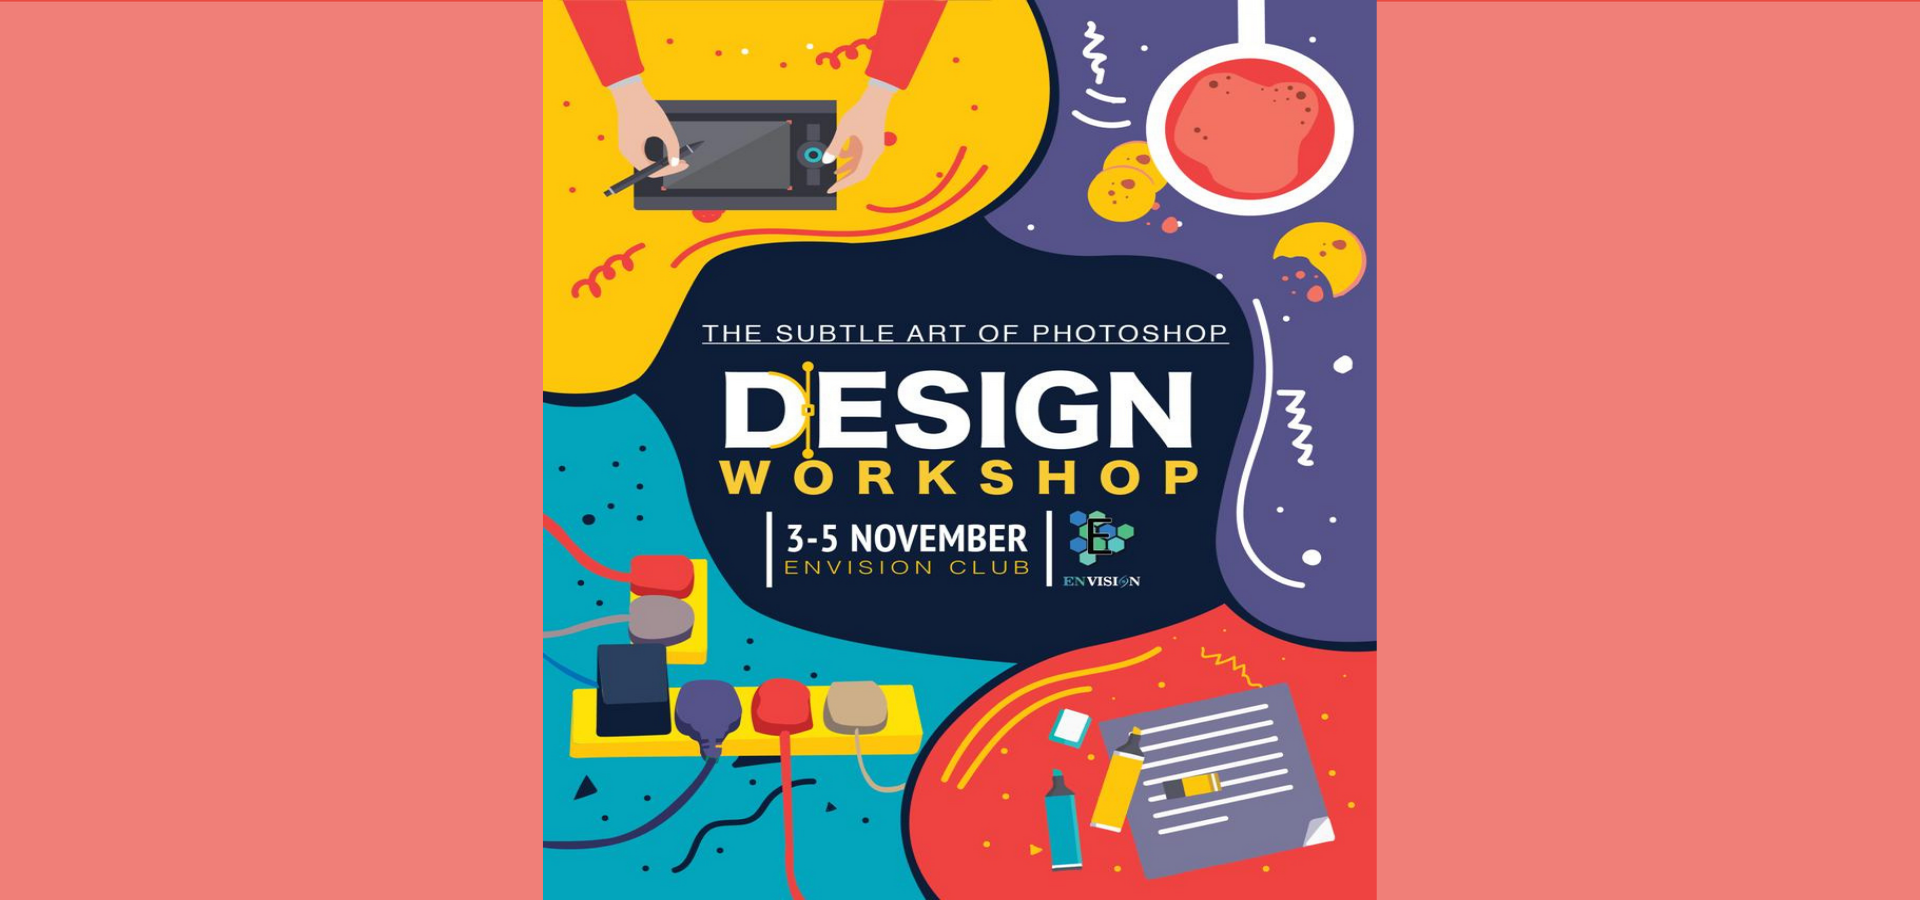 THE SUBTLE ART OF PHOTOSHOP
DESIGN
WORKSHOP
3-5 NOVEMBER
ENVISION CLUB
E
ENVISION